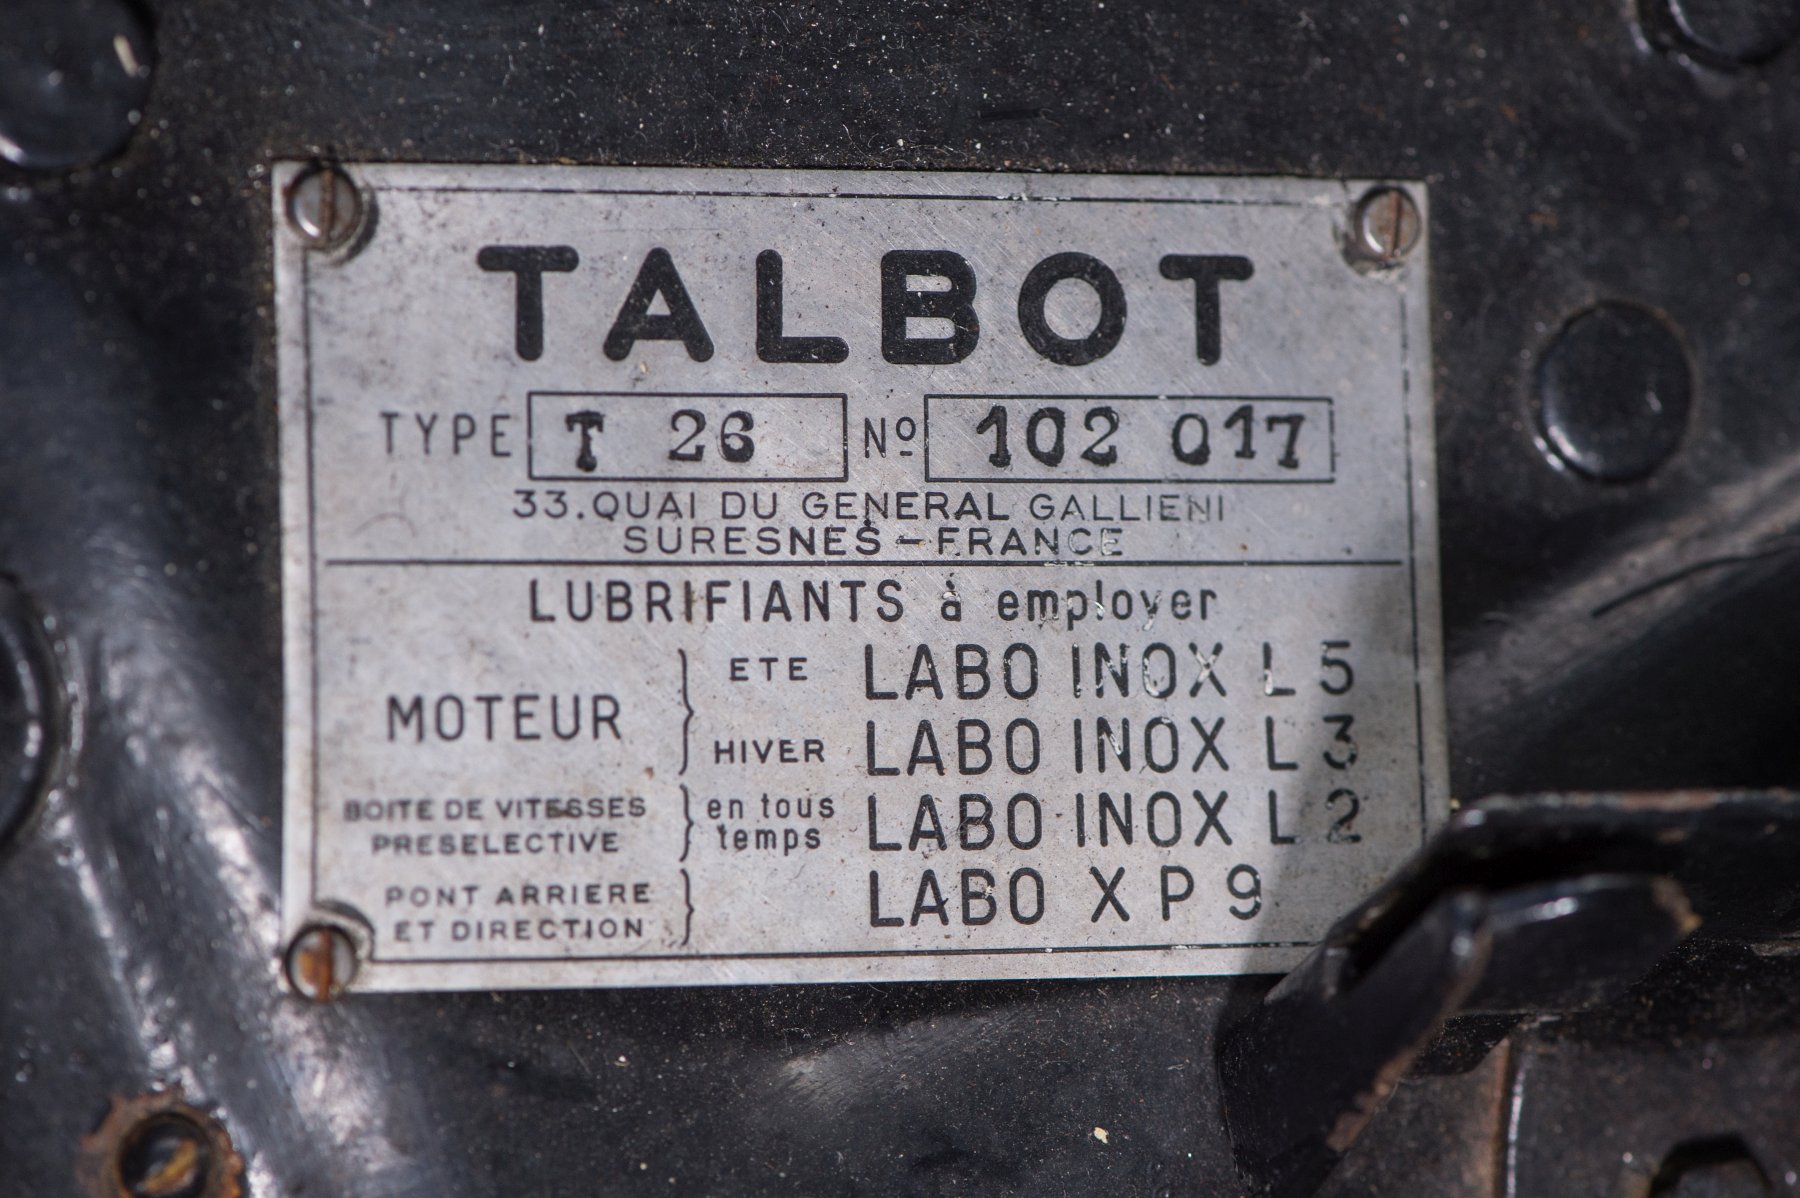 TALBOT
TYPE T 26 Nº 102 017
33.QUAI DU GENERAL GALLIENI
SURESNES - FRANCE
LUBRIFIANTS à employer
MOTEUR
ETE LABO INOX L 5
HIVER LABO INOX L 3
BOITE DE VITESSES
PRESELECTIVE
en tous
temps
LABO INOX L 2
PONT ARRIERE
ET DIRECTION
LABO X P 9